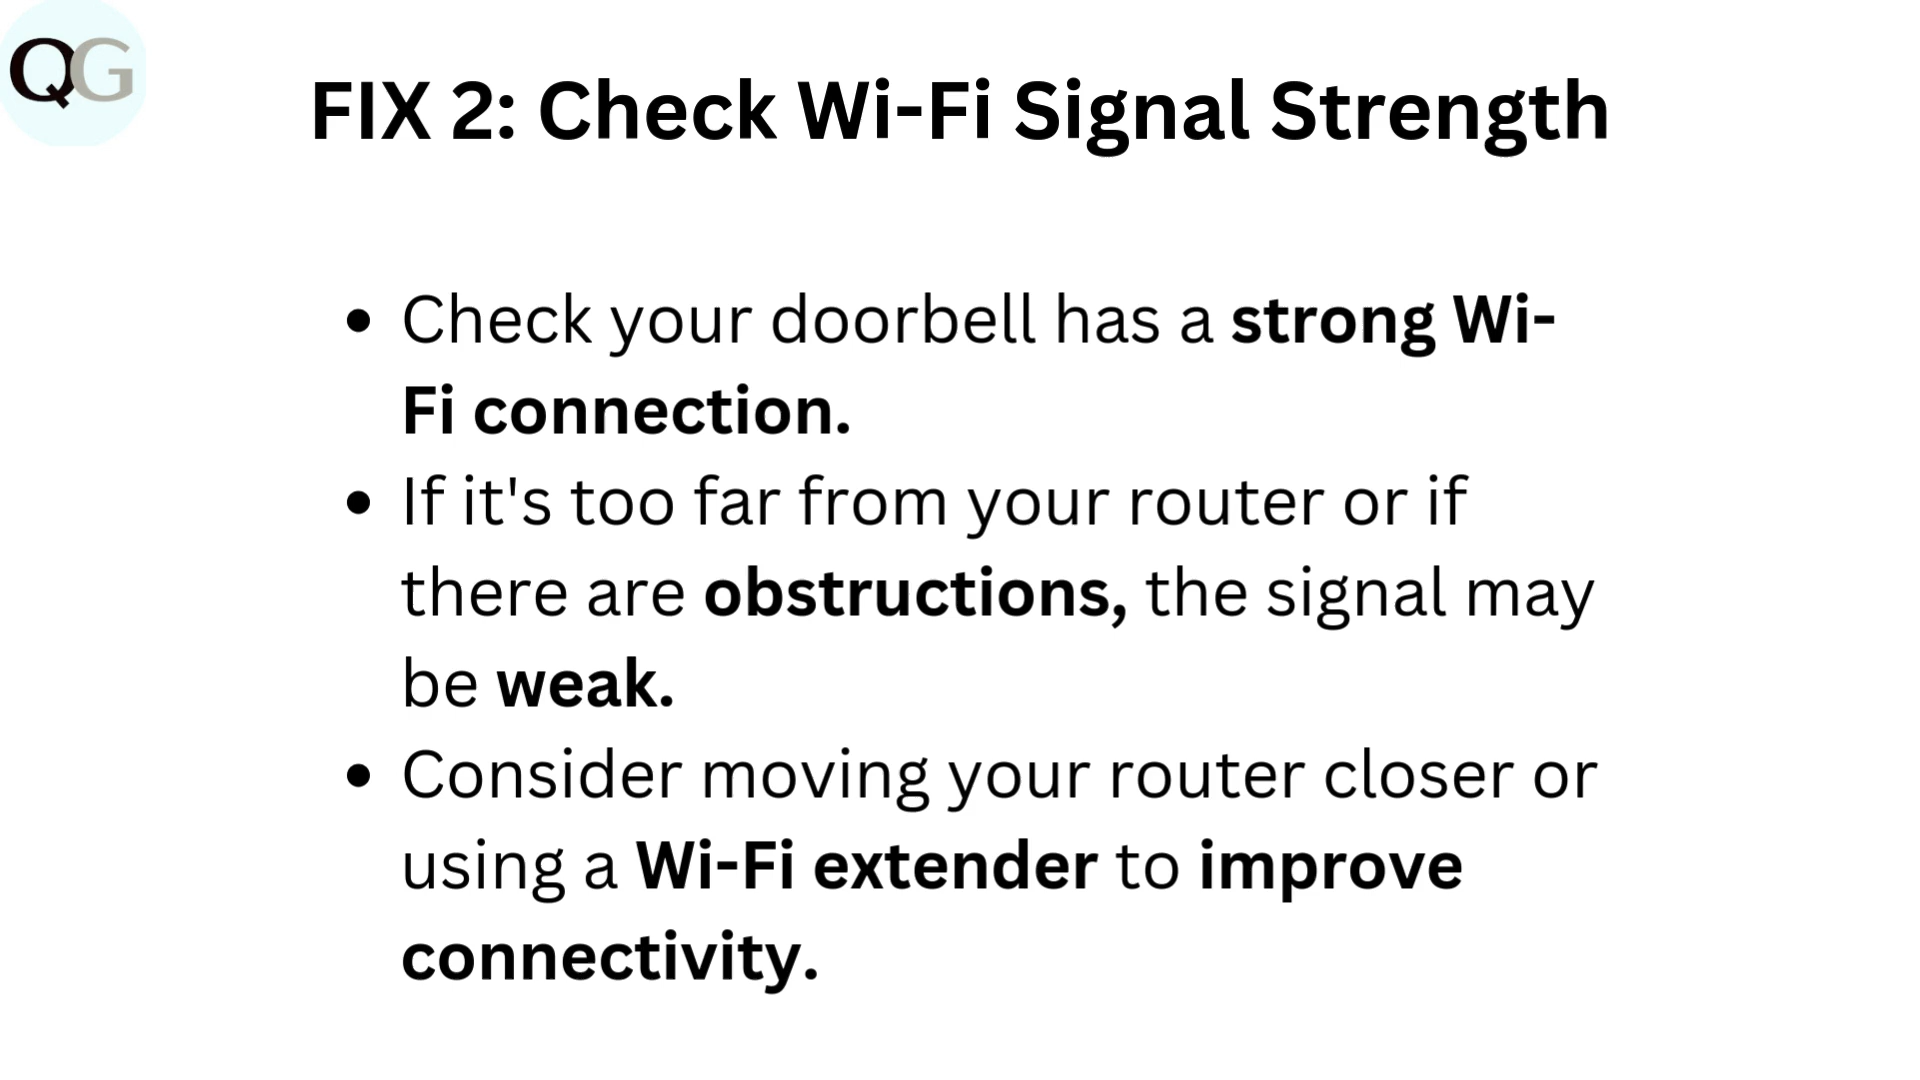 QG
FIX 2: Check Wi-Fi Signal Strength
• Check your doorbell has a strong Wi-
Fi connection.
• If it's too far from your router or if
there are obstructions, the signal may
be weak.
• Consider moving your router closer or
using a Wi-Fi extender to improve
connectivity.